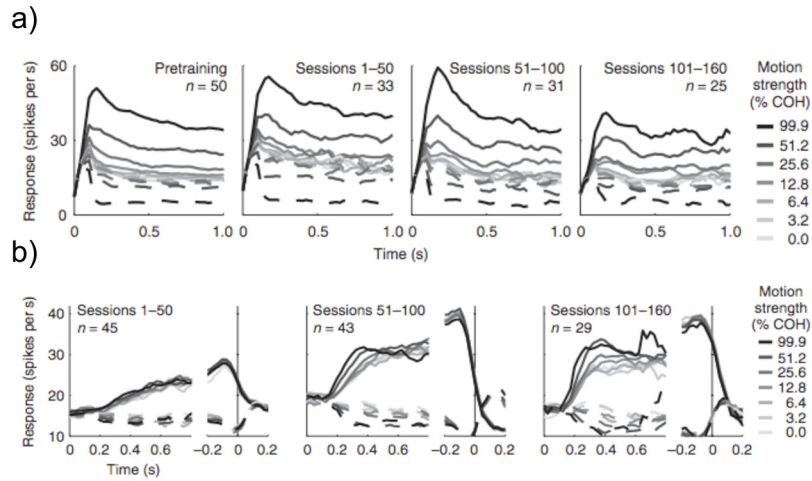 a)
Pretraining
n = 50
Sessions 1–50
n = 33
Sessions 51–100
n = 31
Sessions 101–160
n = 25
Motion
strength
(% COH)
99.9
51.2
25.6
12.8
6.4
3.2
0.0
Response (spikes per s)
60
30
0
0 0.5 1.0 0.5 1.0 0.5 1.0 0.5 1.0
Time (s)
b)
Sessions 1–50
n = 45
Sessions 51–100
n = 43
Sessions 101–160
n = 29
Motion
strength
(% COH)
99.9
51.2
25.6
12.8
6.4
3.2
0.0
Response (spikes per s)
40
30
20
10
0 0.2 0.4 0.6 −0.2 0 0.2 0 0.2 0.4 0.6 −0.2 0 0.2 0 0.2 0.4 0.6 −0.2 0 0.2
Time (s)